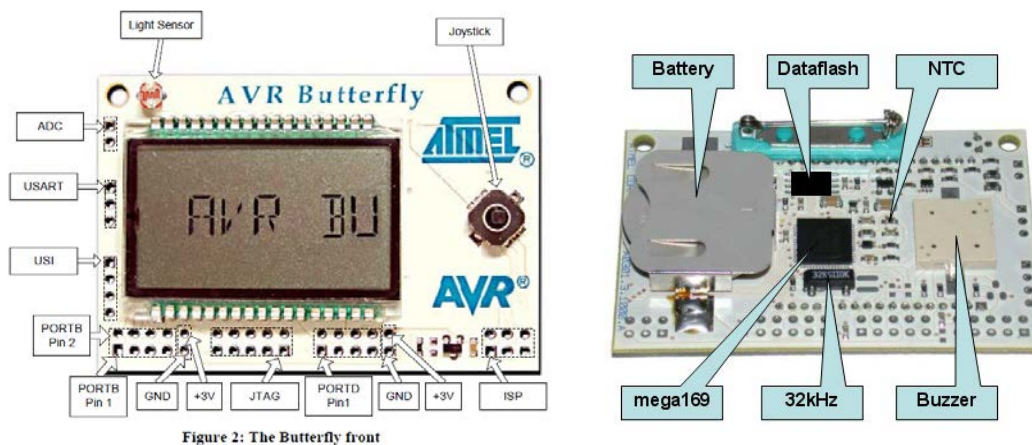 Light Sensor
Joystick
AVR Butterfly
ADC
ATMEL®
USART
AVR BU
USI
AVR®
PORTB
Pin 2
PORTB
Pin 1
GND
+3V
JTAG
PORTD
Pin1
GND
+3V
ISP
Figure 2: The Butterfly front
Battery
Dataflash
NTC
mega169
32kHz
Buzzer